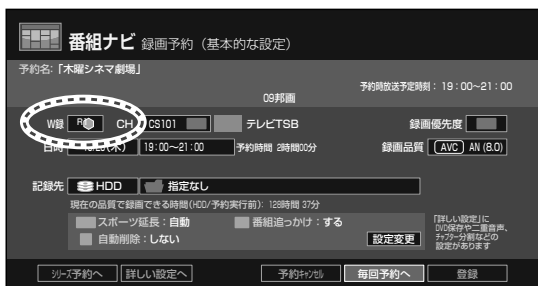 番組ナビ 録画予約（基本的な設定）
予約名：「木曜シネマ劇場」
予約時放送予定時刻：19:00~21:00
09邦画
W録 CH CS101 テレビTSB 録画優先度
日時 (木) 19:00~21:00 予約時間 2時間00分 録画品質 AVC AN (8.0)
記録先 HDD 指定なし
現在の品質で録画できる時間(HDD/予約実行前)：128時間 37分
スポーツ延長：自動 番組追っかけ：する
自動削除：しない 設定変更
「詳しい設定」に
DVD保存や二重音声、
チャプター分割などの
設定があります
シリーズ予約へ 詳しい設定へ 予約キャンセル 毎回予約へ 登録